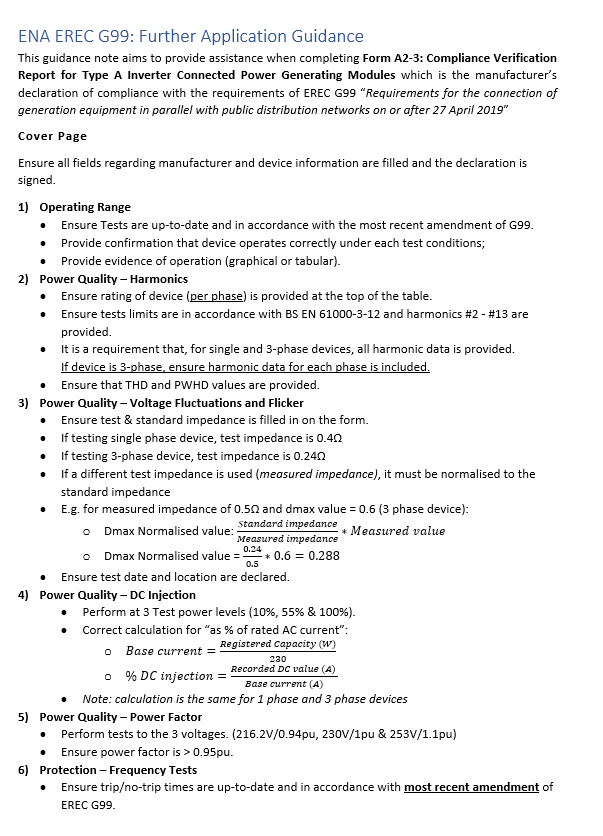 ENA EREC G99: Further Application Guidance
This guidance note aims to provide assistance when completing Form A2-3: Compliance Verification
Report for Type A Inverter Connected Power Generating Modules which is the manufacturer's
declaration of compliance with the requirements of EREC G99 "Requirements for the connection of
generation equipment in parallel with public distribution networks on or after 27 April 2019"
Cover Page
Ensure all fields regarding manufacturer and device information are filled and the declaration is
signed.
1) Operating Range
• Ensure Tests are up-to-date and in accordance with the most recent amendment of G99.
• Provide confirmation that device operates correctly under each test conditions;
• Provide evidence of operation (graphical or tabular).
2) Power Quality – Harmonics
• Ensure rating of device (per phase) is provided at the top of the table.
• Ensure tests limits are in accordance with BS EN 61000-3-12 and harmonics #2 - #13 are
provided.
• It is a requirement that, for single and 3-phase devices, all harmonic data is provided.
If device is 3-phase, ensure harmonic data for each phase is included.
• Ensure that THD and PWHD values are provided.
3) Power Quality – Voltage Fluctuations and Flicker
• Ensure test & standard impedance is filled in on the form.
• If testing single phase device, test impedance is 0.4Ω
• If testing 3-phase device, test impedance is 0.24Ω
• If a different test impedance is used (measured impedance), it must be normalised to the
standard impedance
• E.g. for measured impedance of 0.5Ω and dmax value = 0.6 (3 phase device):
o Dmax Normalised value: Standard impedance / Measured impedance * Measured value
o Dmax Normalised value = 0.24 / 0.5 * 0.6 = 0.288
• Ensure test date and location are declared.
4) Power Quality – DC Injection
• Perform at 3 Test power levels (10%, 55% & 100%).
• Correct calculation for "as % of rated AC current":
o Base current = Registered Capacity (W) / 230
o % DC injection = Recorded DC value (A) / Base current (A)
• Note: calculation is the same for 1 phase and 3 phase devices
5) Power Quality – Power Factor
• Perform tests to the 3 voltages. (216.2V/0.94pu, 230V/1pu & 253V/1.1pu)
• Ensure power factor is > 0.95pu.
6) Protection – Frequency Tests
• Ensure trip/no-trip times are up-to-date and in accordance with most recent amendment of
EREC G99.